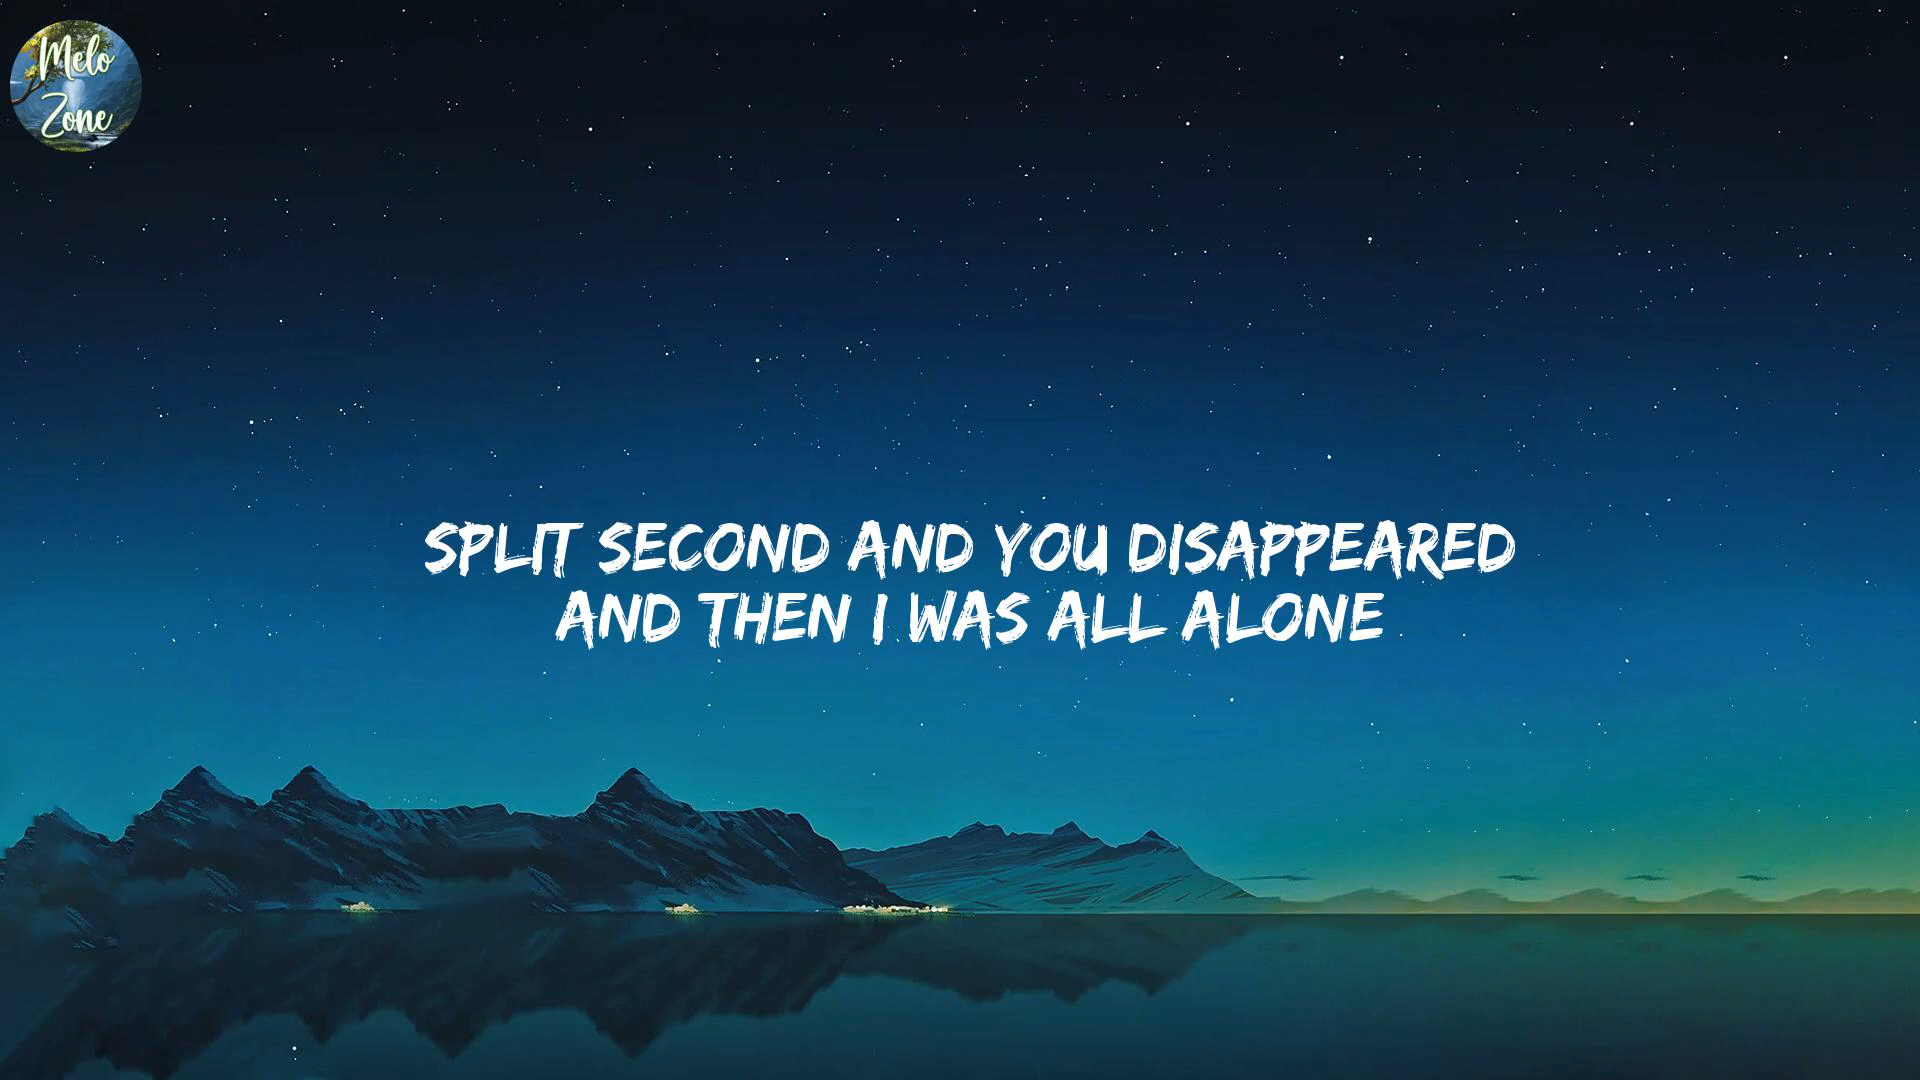 Melo
Zone
SPLIT SECOND AND YOU DISAPPEARED
AND THEN I WAS ALL ALONE